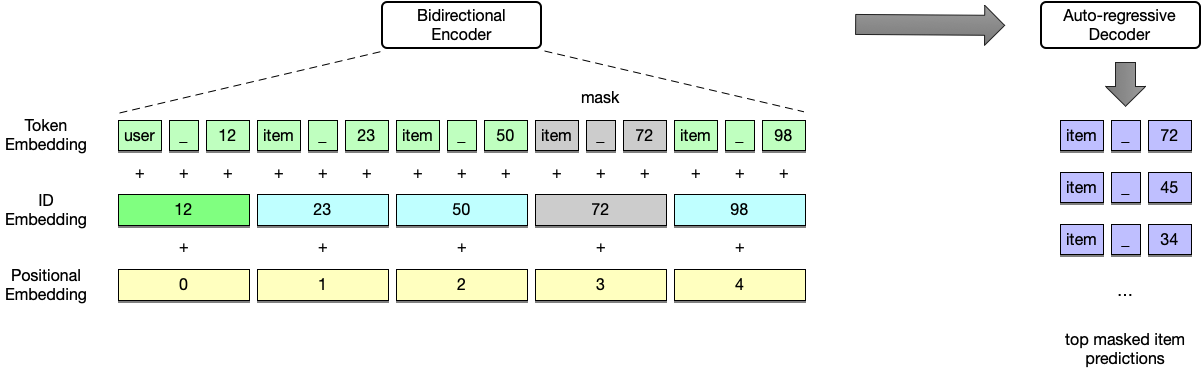 Bidirectional
Encoder
Auto-regressive
Decoder
mask
Token
Embedding
user _ 12 item _ 23 item _ 50 item _ 72 item _ 98
+ + + + + + + + + + + + + + +
ID
Embedding
12 23 50 72 98
+ + + + +
Positional
Embedding
0 1 2 3 4
item _ 72
item _ 45
item _ 34
...
top masked item
predictions